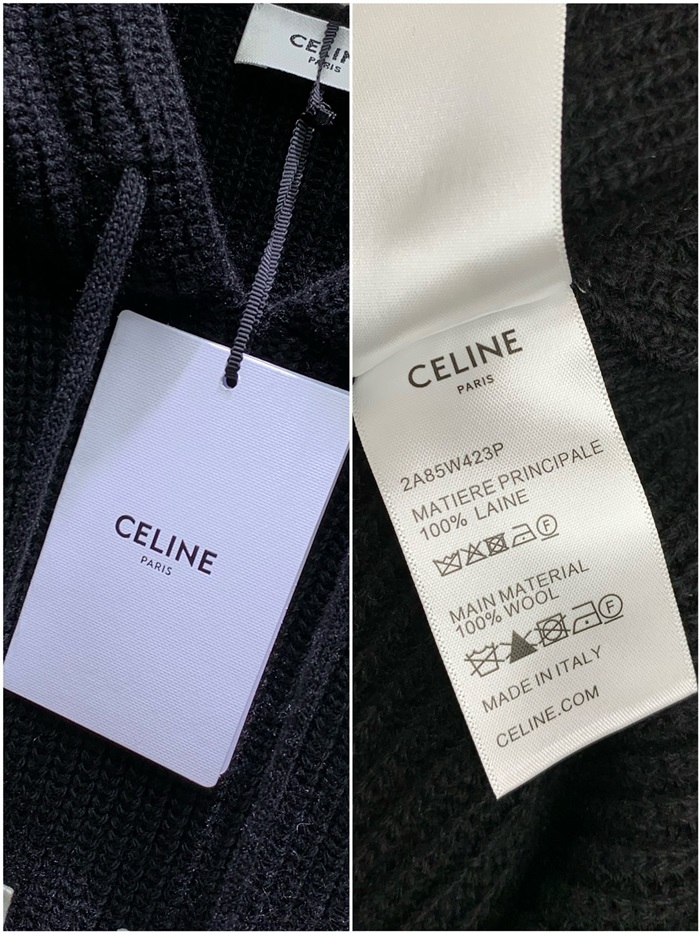 CELINE
PARIS
CELINE
PARIS
CELINE
PARIS
2A85W423P
MATIERE PRINCIPALE
100% LAINE
MAIN MATERIAL
100% WOOL
MADE IN ITALY
CELINE.COM